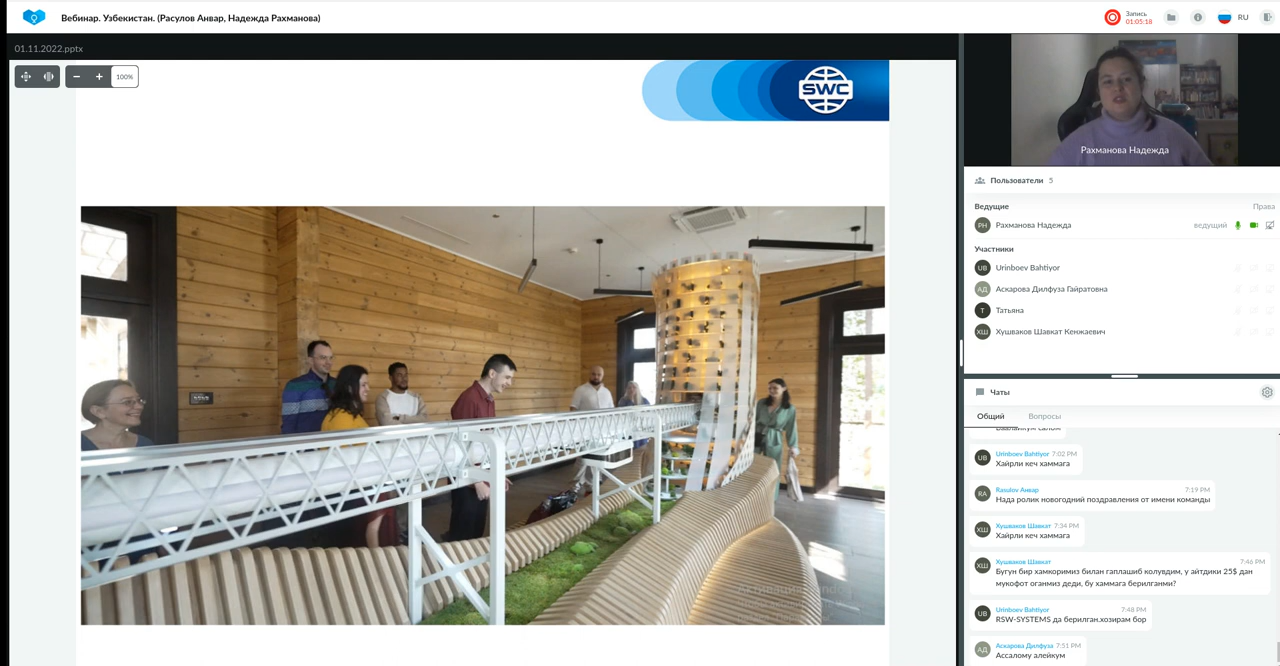 Вебинар. Узбекистан. (Расулов Анвар, Надежда Рахманова)
Запись
01:05:18
RU
01.11.2022.pptx
100%
SWC
Рахманова Надежда
Пользователи 5
Ведущие
Права
РН Рахманова Надежда ведущий
Участники
UB Urinboev Bahtiyor
АД Аскарова Дилфуза Гайратовна
Т Татьяна
ХШ Хушваков Шавкат Кенжаевич
Чаты
Общий Вопросы
UB Urinboev Bahtiyor 7:02 PM
Хайрли кеч хаммага
RA Rasulov Анвар 7:19 PM
Нада ролик новогодний поздравления от имени команды
ХШ Хушваков Шавкат 7:34 PM
Хайрли кеч хаммага
ХШ Хушваков Шавкат 7:46 PM
Бугун бир хамкоримиз билан гаплашиб колувдим, у айтдики 25$ дан
мукофот оганмиз деди, бу хаммага берилганми?
UB Urinboev Bahtiyor 7:48 PM
RSW-SYSTEMS да берилган.хозирам бор
АД Аскарова Дилфуза 7:51 PM
Ассалому алейкум